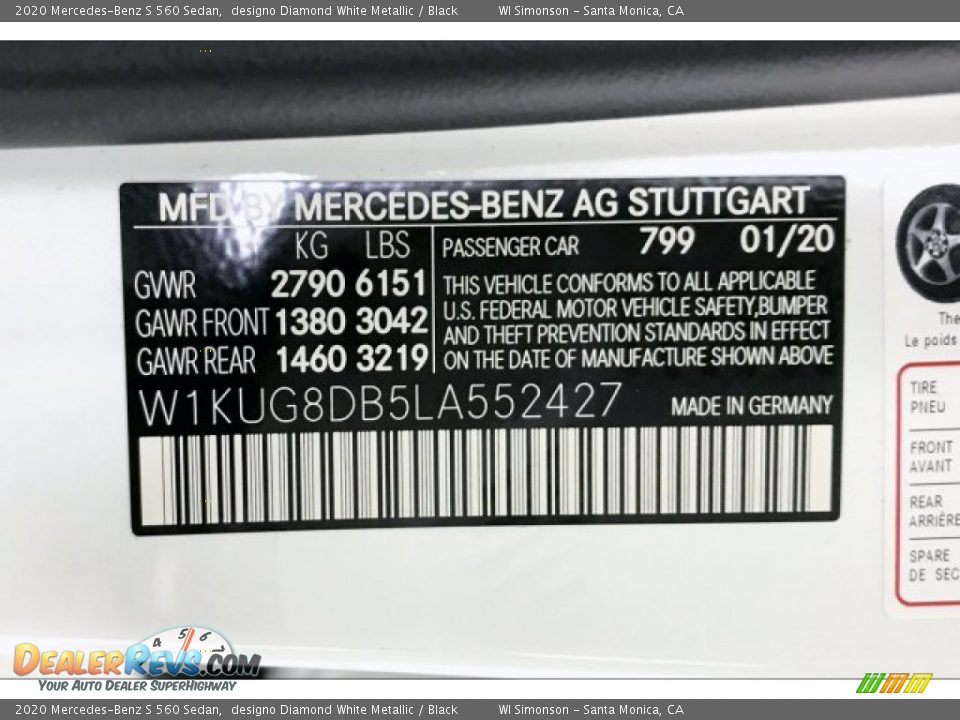 2020 Mercedes-Benz S 560 Sedan, designo Diamond White Metallic / Black WI Simonson - Santa Monica, CA
MFD BY MERCEDES-BENZ AG STUTTGART
KG LBS
GVWR 2790 6151
GAWR FRONT 1380 3042
GAWR REAR 1460 3219
PASSENGER CAR 799 01/20
THIS VEHICLE CONFORMS TO ALL APPLICABLE
U.S. FEDERAL MOTOR VEHICLE SAFETY,BUMPER
AND THEFT PREVENTION STANDARDS IN EFFECT
ON THE DATE OF MANUFACTURE SHOWN ABOVE
W1KUG8DB5LA552427 MADE IN GERMANY
The
Le poids
TIRE
PNEU
FRONT
AVANT
REAR
ARRIÈRE
SPARE
DE SEC
4 5 6 7
DEALERREVS.COM
YOUR AUTO DEALER SUPERHIGHWAY
2020 Mercedes-Benz S 560 Sedan, designo Diamond White Metallic / Black WI Simonson - Santa Monica, CA